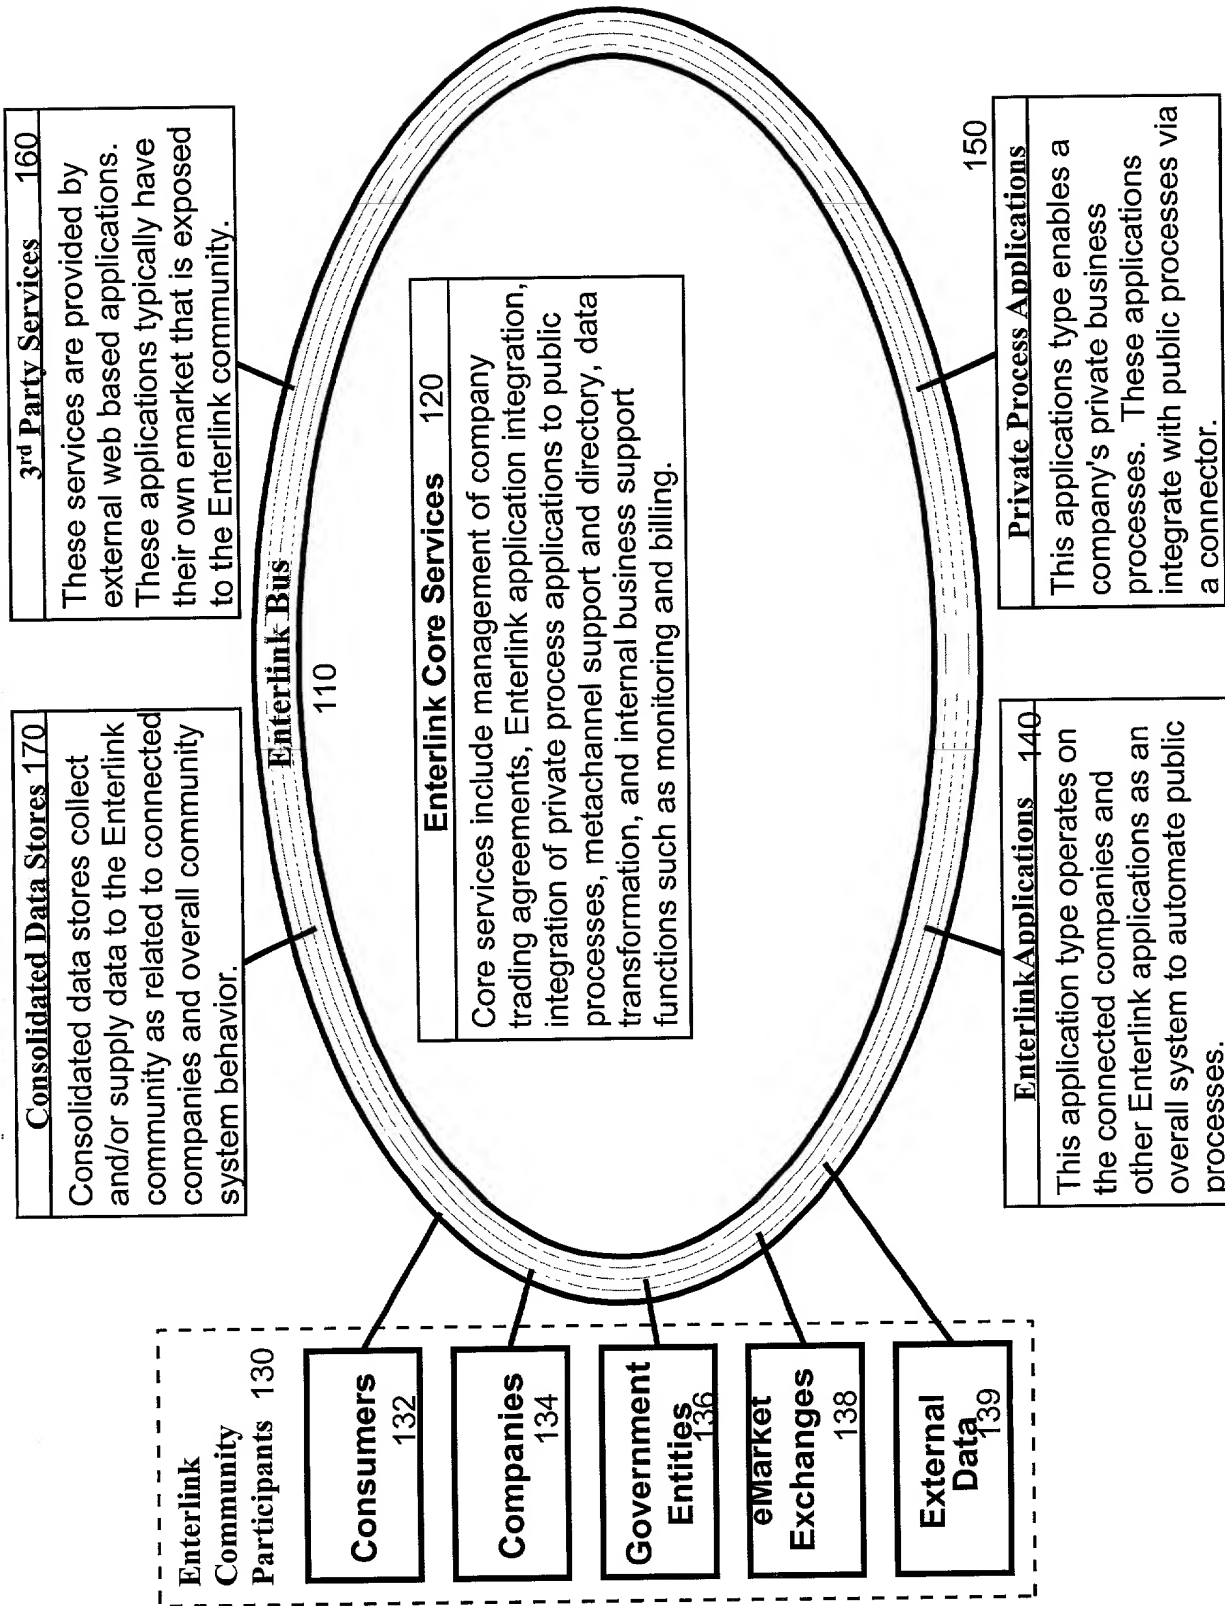 Consolidated Data Stores 170
Consolidated data stores collect
and/or supply data to the Enterlink
community as related to connected
companies and overall community
system behavior.
3rd Party Services 160
These services are provided by
external web based applications.
These applications typically have
their own emarket that is exposed
to the Enterlink community.
Enterlink Bus
110
Enterlink
Community
Participants 130
Consumers
132
Companies
134
Government
Entities
136
eMarket
Exchanges
138
External
Data
139
Enterlink Core Services 120
Core services include management of company
trading agreements, Enterlink application integration,
integration of private process applications to public
processes, metachannel support and directory, data
transformation, and internal business support
functions such as monitoring and billing.
EnterlinkApplications 140
This application type operates on
the connected companies and
other Enterlink applications as an
overall system to automate public
processes.
150
Private Process Applications
This applications type enables a
company's private business
processes. These applications
integrate with public processes via
a connector.